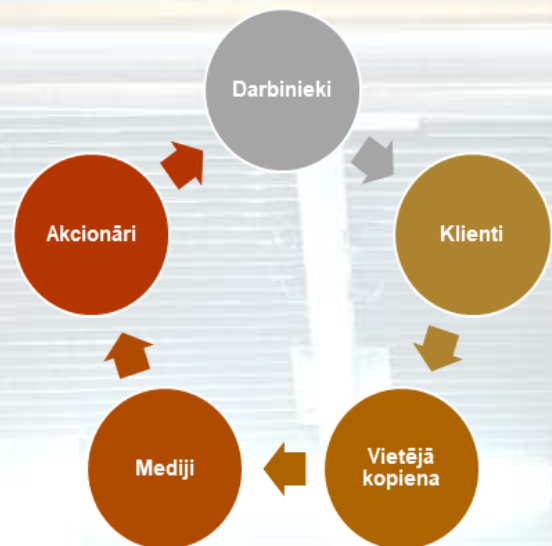 Darbinieki
Klienti
Vietējā
kopiena
Mediji
Akcionāri